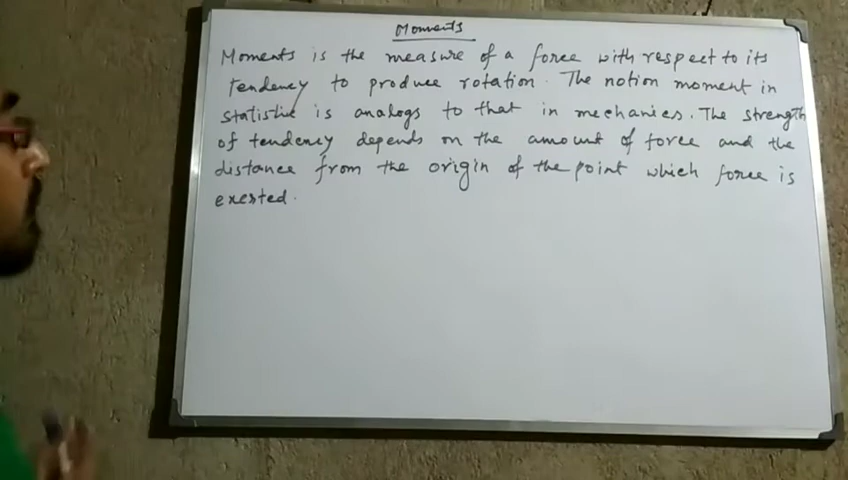 Moments
Moments is the measure of a force with respect to its
tendency to produce rotation. The notion moment in
statistic is analogs to that in mechanics. The strength
of tendency depends on the amount of force and the
distance from the origin of the point which force is
exerted.